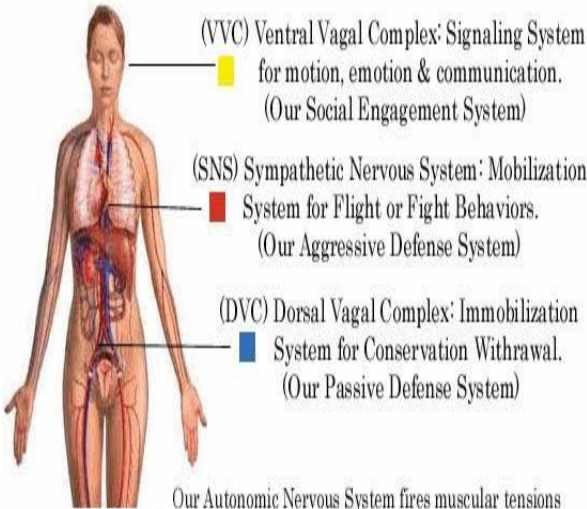 (VVC) Ventral Vagal Complex: Signaling System
for motion, emotion & communication.
(Our Social Engagement System)
(SNS) Sympathetic Nervous System: Mobilization
System for Flight or Fight Behaviors.
(Our Aggressive Defense System)
(DVC) Dorsal Vagal Complex: Immobilization
System for Conservation Withrawal.
(Our Passive Defense System)
Our Autonomic Nervous System fires muscular tensions